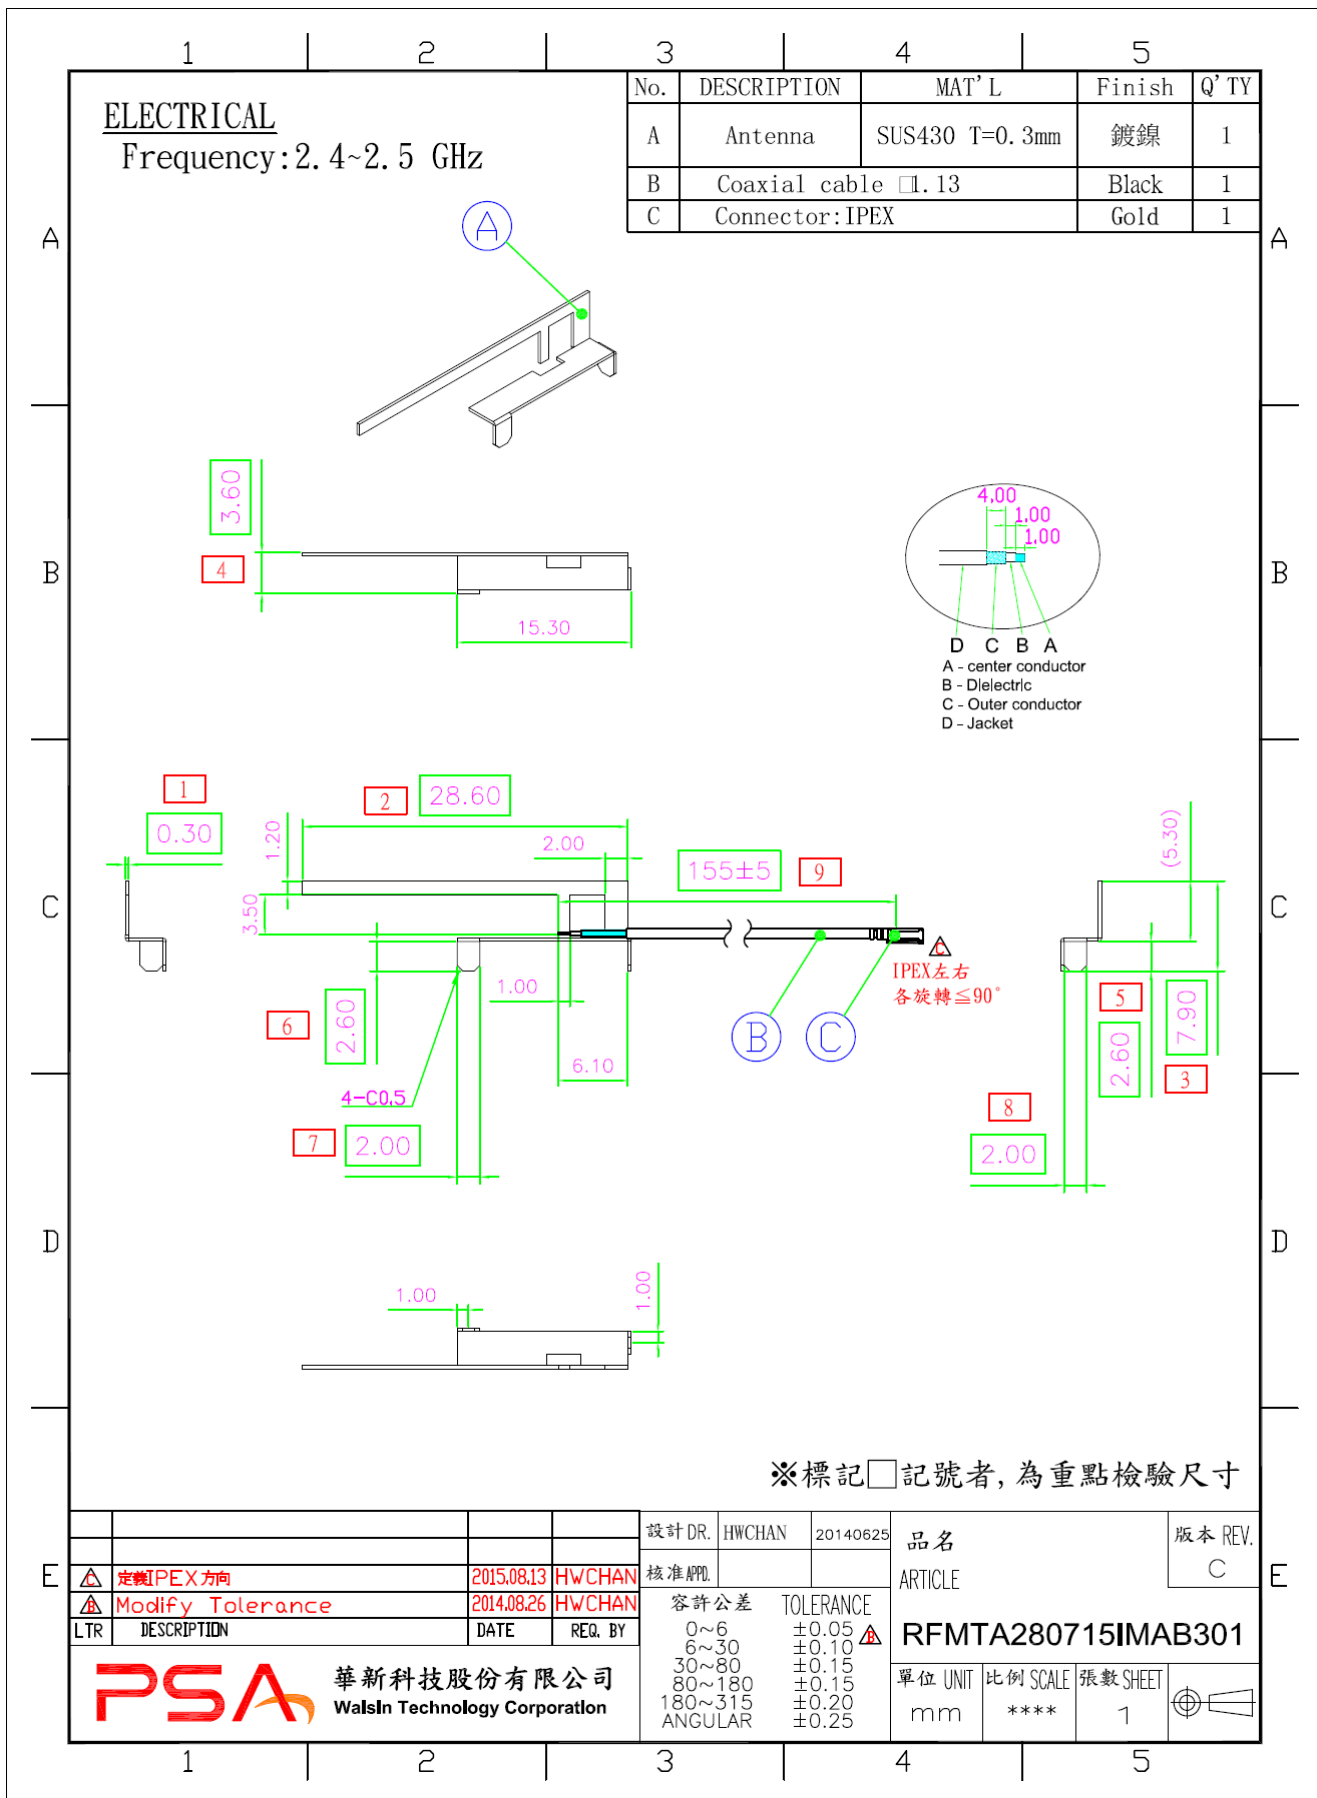 1 2 3 4 5
ELECTRICAL
Frequency:2.4~2.5 GHz
No. DESCRIPTION MAT'L Finish Q'TY
A Antenna SUS430 T=0.3mm 鍍鎳 1
B Coaxial cable □1.13 Black 1
C Connector:IPEX Gold 1
A A
A
3.60
4
15.30
B B
4.00
1.00
1.00
D C B A
A - center conductor
B - Dielectric
C - Outer conductor
D - Jacket
1
0.30
2 28.60
1.20
2.00
3.50
155±5 9
(5.30)
C C
C
IPEX左右
各旋轉≦90°
1.00
6
2.60
6.10
B C
5
2.60
7.90
3
4-C0.5
7 2.00
8
2.00
D D
1.00
1.00
※標記□記號者,為重點檢驗尺寸
E E
C 定義IPEX方向 2015.08.13 HWCHAN
B Modify Tolerance 2014.08.26 HWCHAN
LTR DESCRIPTION DATE REQ. BY
PSA 華新科技股份有限公司
Walsin Technology Corporation
設計 DR. HWCHAN 20140625
核准 APPD.
容許公差 TOLERANCE
0~6 ±0.05 B
6~30 ±0.10
30~80 ±0.15
80~180 ±0.15
180~315 ±0.20
ANGULAR ±0.25
品名
ARTICLE
版本 REV.
C
RFMTA280715IMAB301
單位 UNIT 比例 SCALE 張數 SHEET
mm **** 1
1 2 3 4 5